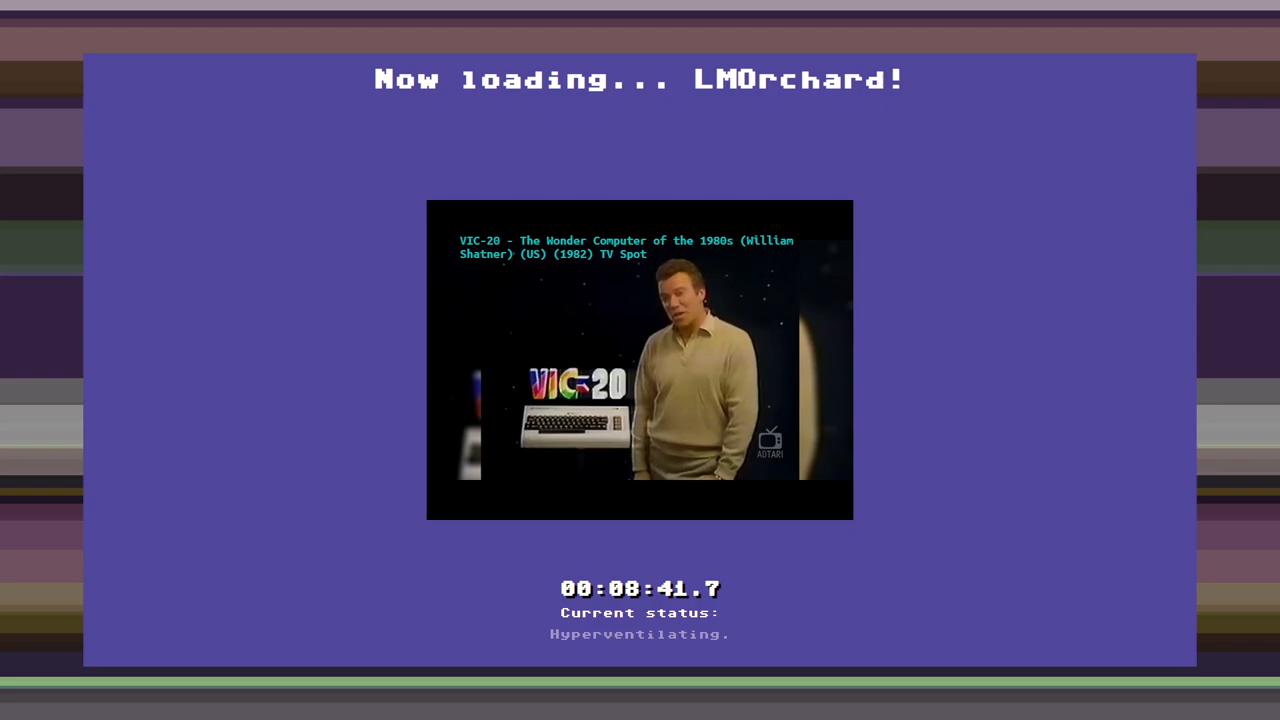 Now loading... LMOrchard!
VIC-20 - The Wonder Computer of the 1980s (William
Shatner) (US) (1982) TV Spot
VIC-20
ADTARI
00:08:41.7
Current status:
Hyperventilating.